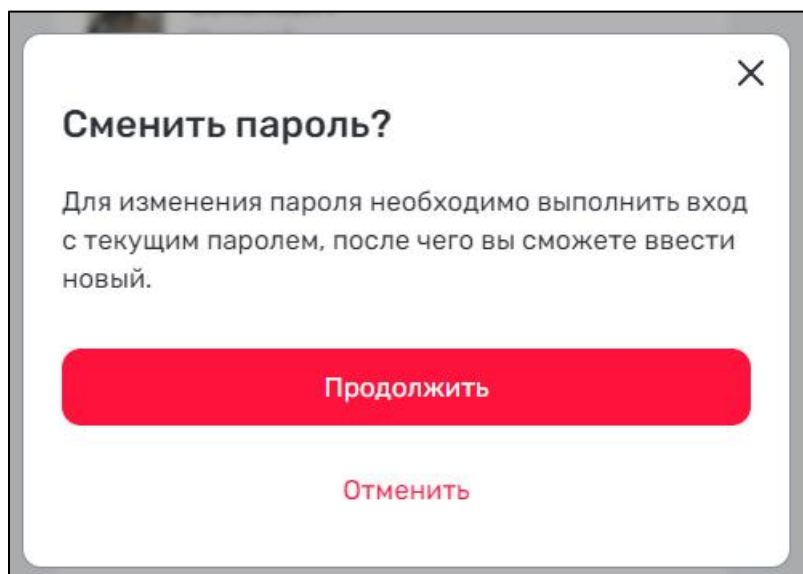 Сменить пароль?
Для изменения пароля необходимо выполнить вход
с текущим паролем, после чего вы сможете ввести
новый.
Продолжить
Отменить